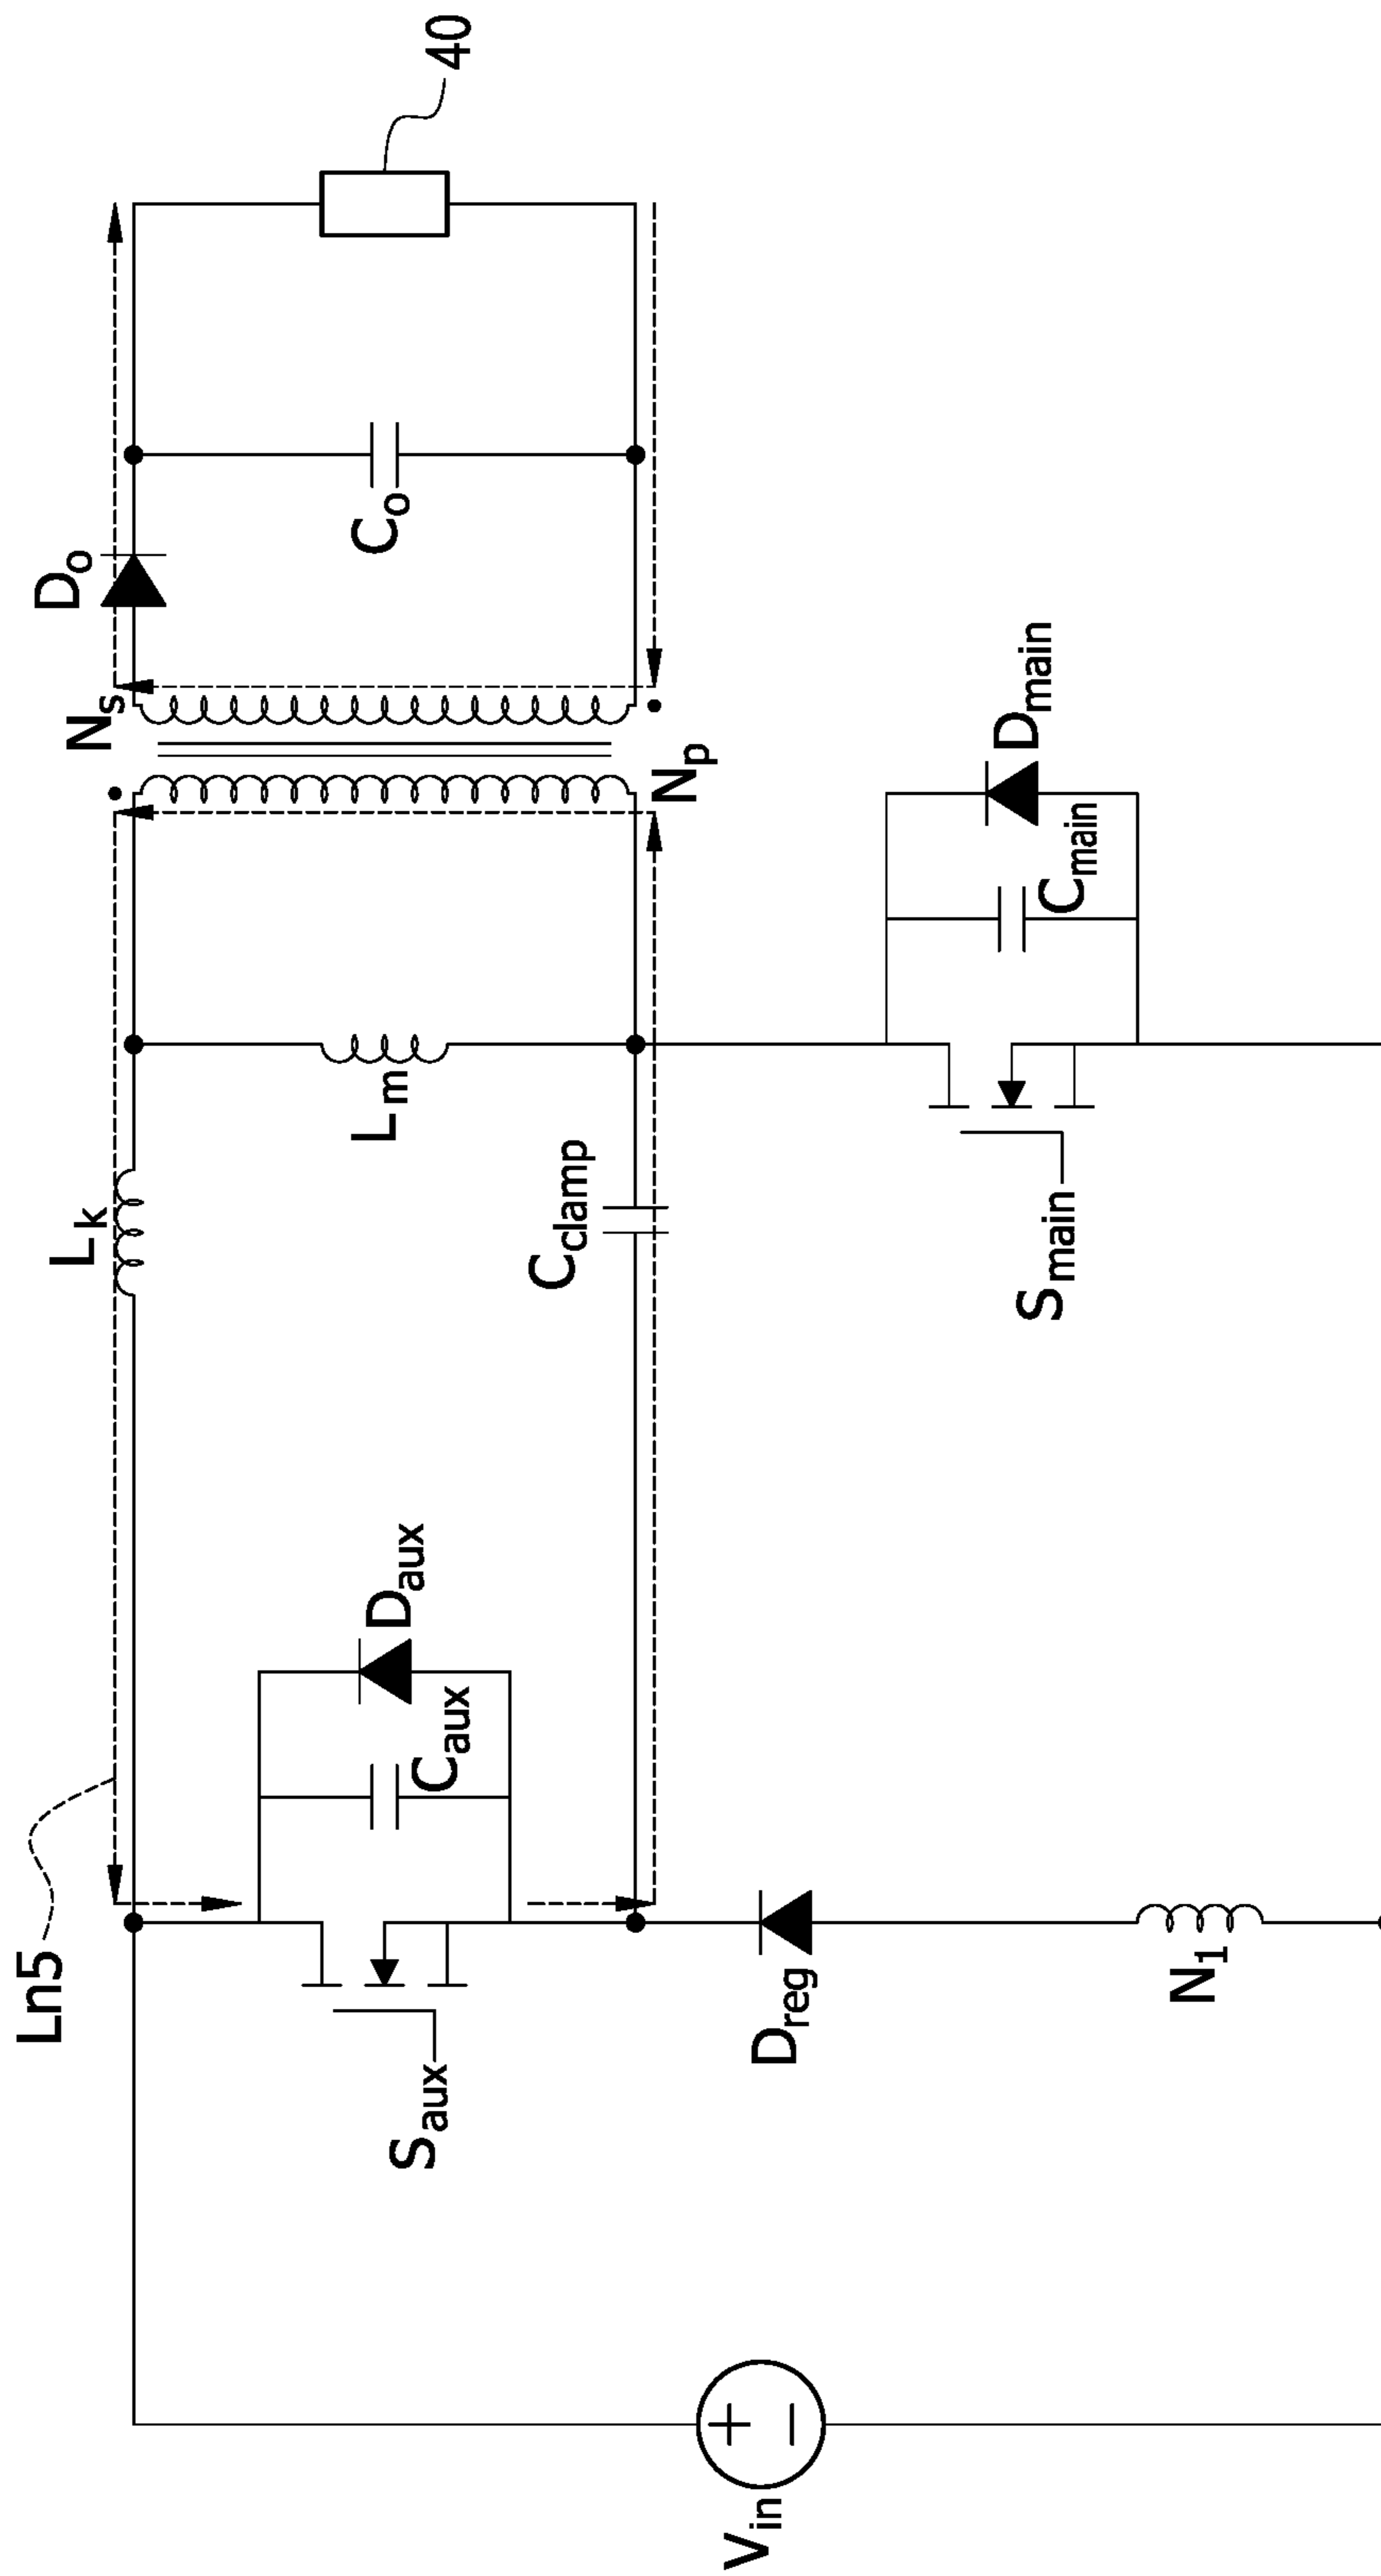 Ln5
Lk
Ns
Do
40
Saux
Caux
Daux
Cclamp
Lm
Np
Co
Vin
Dreg
N1
Smain
Cmain
Dmain